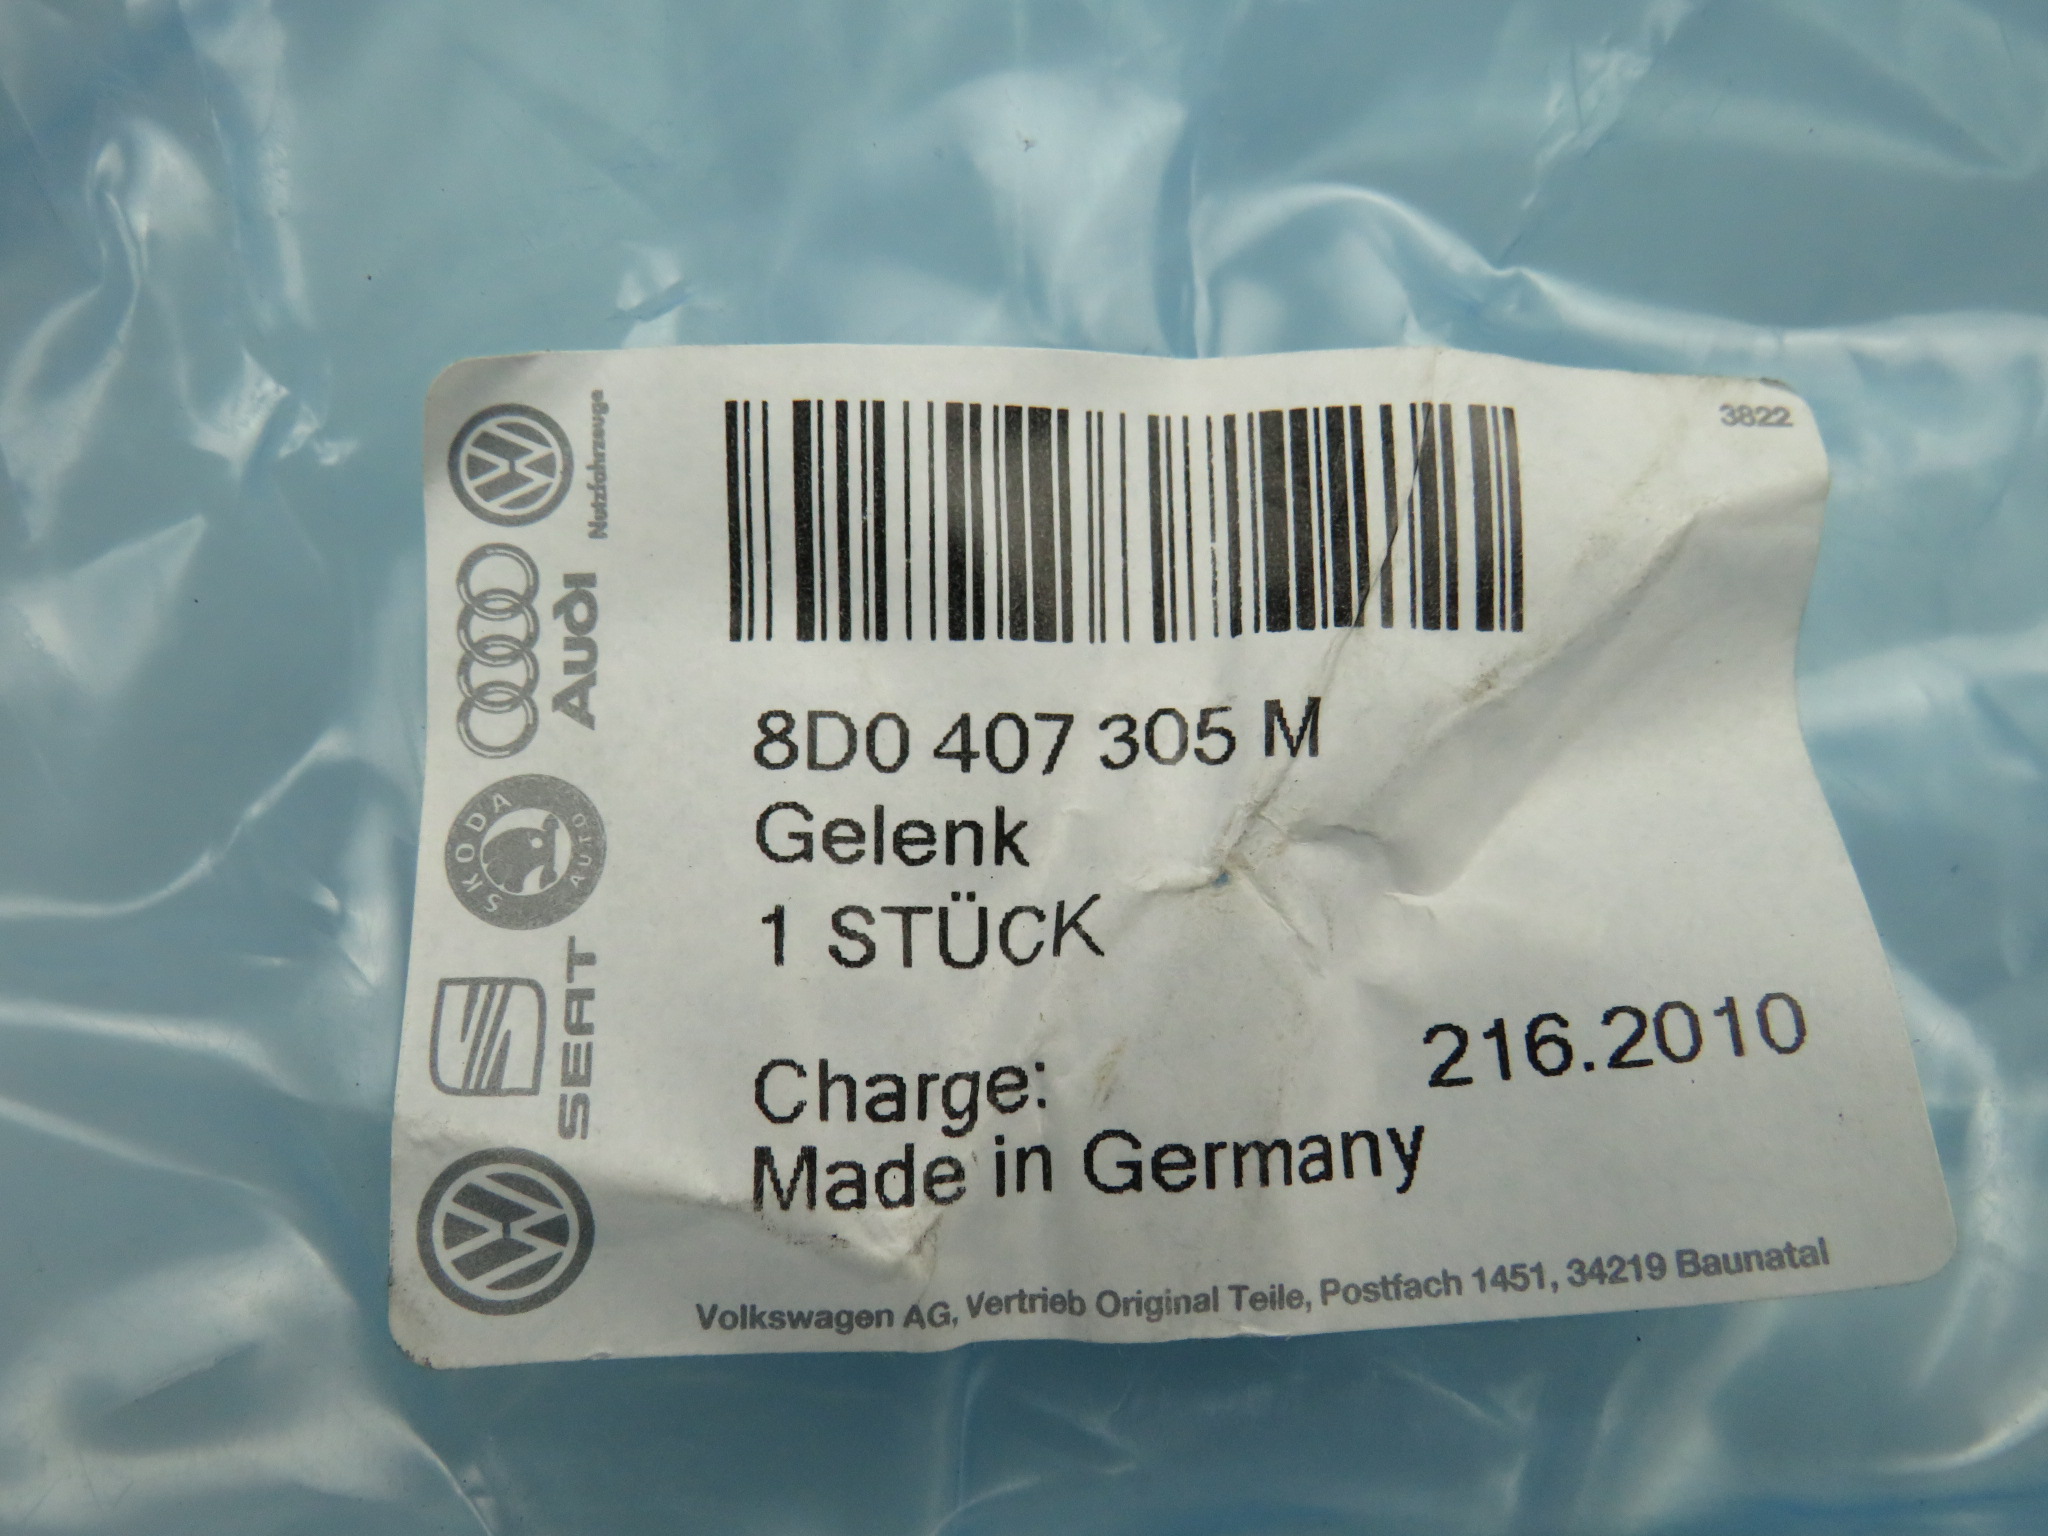 3822
Nutzfahrzeuge
Audi
SKODA
AUTO
SEAT
8D0 407 305 M
Gelenk
1 STÜCK
216.2010
Charge:
Made in Germany
Volkswagen AG, Vertrieb Original Teile, Postfach 1451, 34219 Baunatal